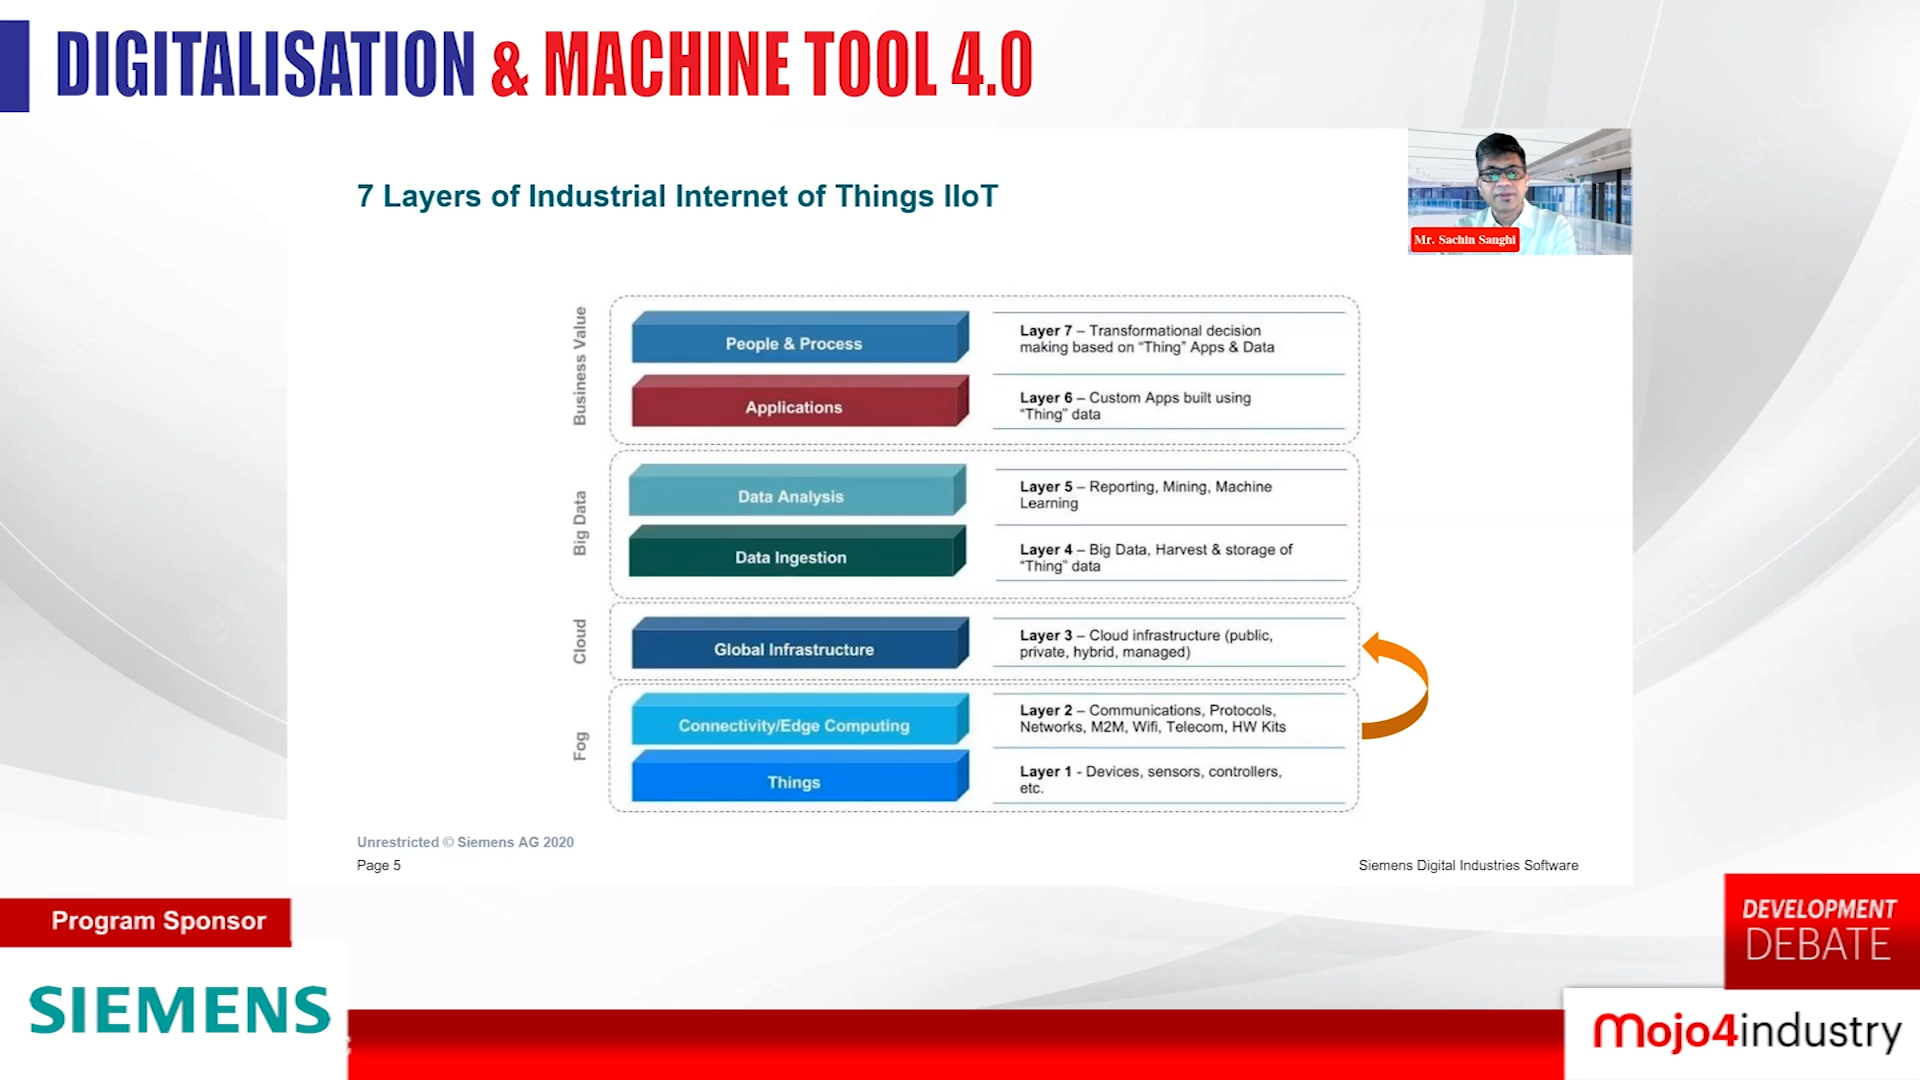 DIGITALISATION & MACHINE TOOL 4.0
7 Layers of Industrial Internet of Things IIoT
Mr. Sachin Sanghi
Business Value
People & Process
Layer 7 – Transformational decision
making based on “Thing” Apps & Data
Applications
Layer 6 – Custom Apps built using
“Thing” data
Big Data
Data Analysis
Layer 5 – Reporting, Mining, Machine
Learning
Data Ingestion
Layer 4 – Big Data, Harvest & storage of
“Thing” data
Cloud
Global Infrastructure
Layer 3 – Cloud infrastructure (public,
private, hybrid, managed)
Fog
Connectivity/Edge Computing
Layer 2 – Communications, Protocols,
Networks, M2M, Wifi, Telecom, HW Kits
Things
Layer 1 - Devices, sensors, controllers,
etc.
Unrestricted © Siemens AG 2020
Page 5
Siemens Digital Industries Software
Program Sponsor
SIEMENS
DEVELOPMENT
DEBATE
Mojo4industry